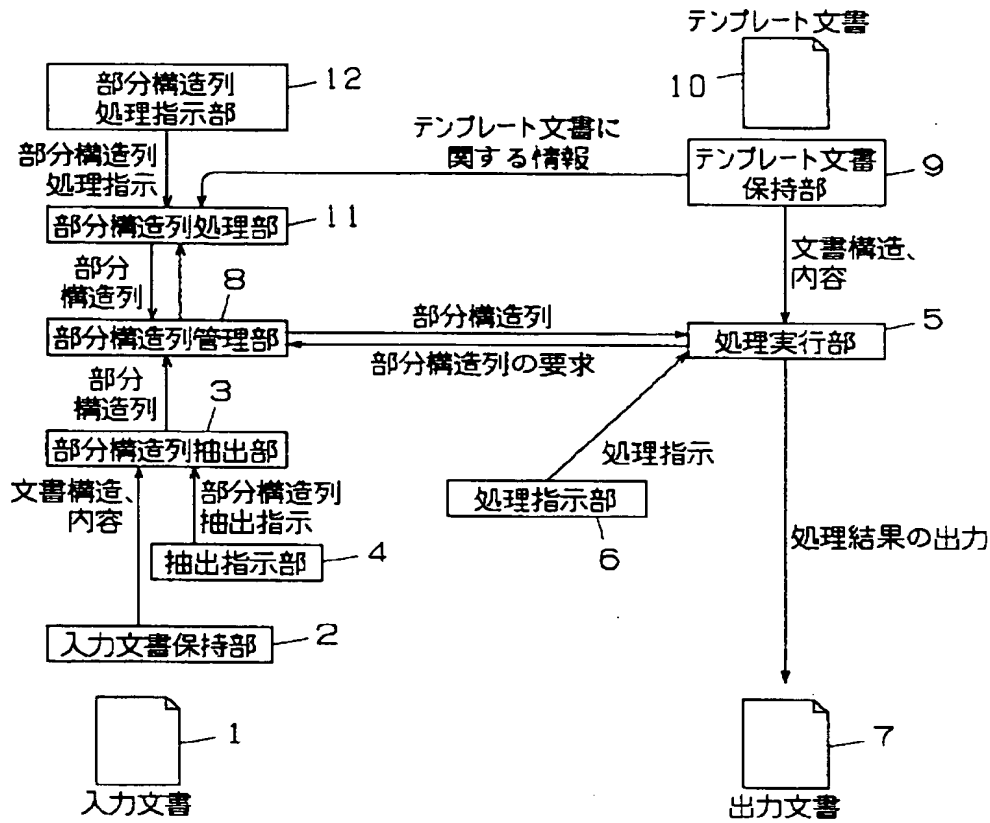 テンプレート文書
10
部分構造列
処理指示部
12
部分構造列
処理指示
テンプレート文書に
関する情報
テンプレート文書
保持部
9
部分構造列処理部
11
部分
構造列
8
文書構造、
内容
部分構造列管理部
部分構造列
部分構造列の要求
処理実行部
5
部分
構造列
3
部分構造列抽出部
文書構造、
内容
部分構造列
抽出指示
抽出指示部
4
処理指示
処理指示部
6
処理結果の出力
入力文書保持部
2
1
入力文書
7
出力文書